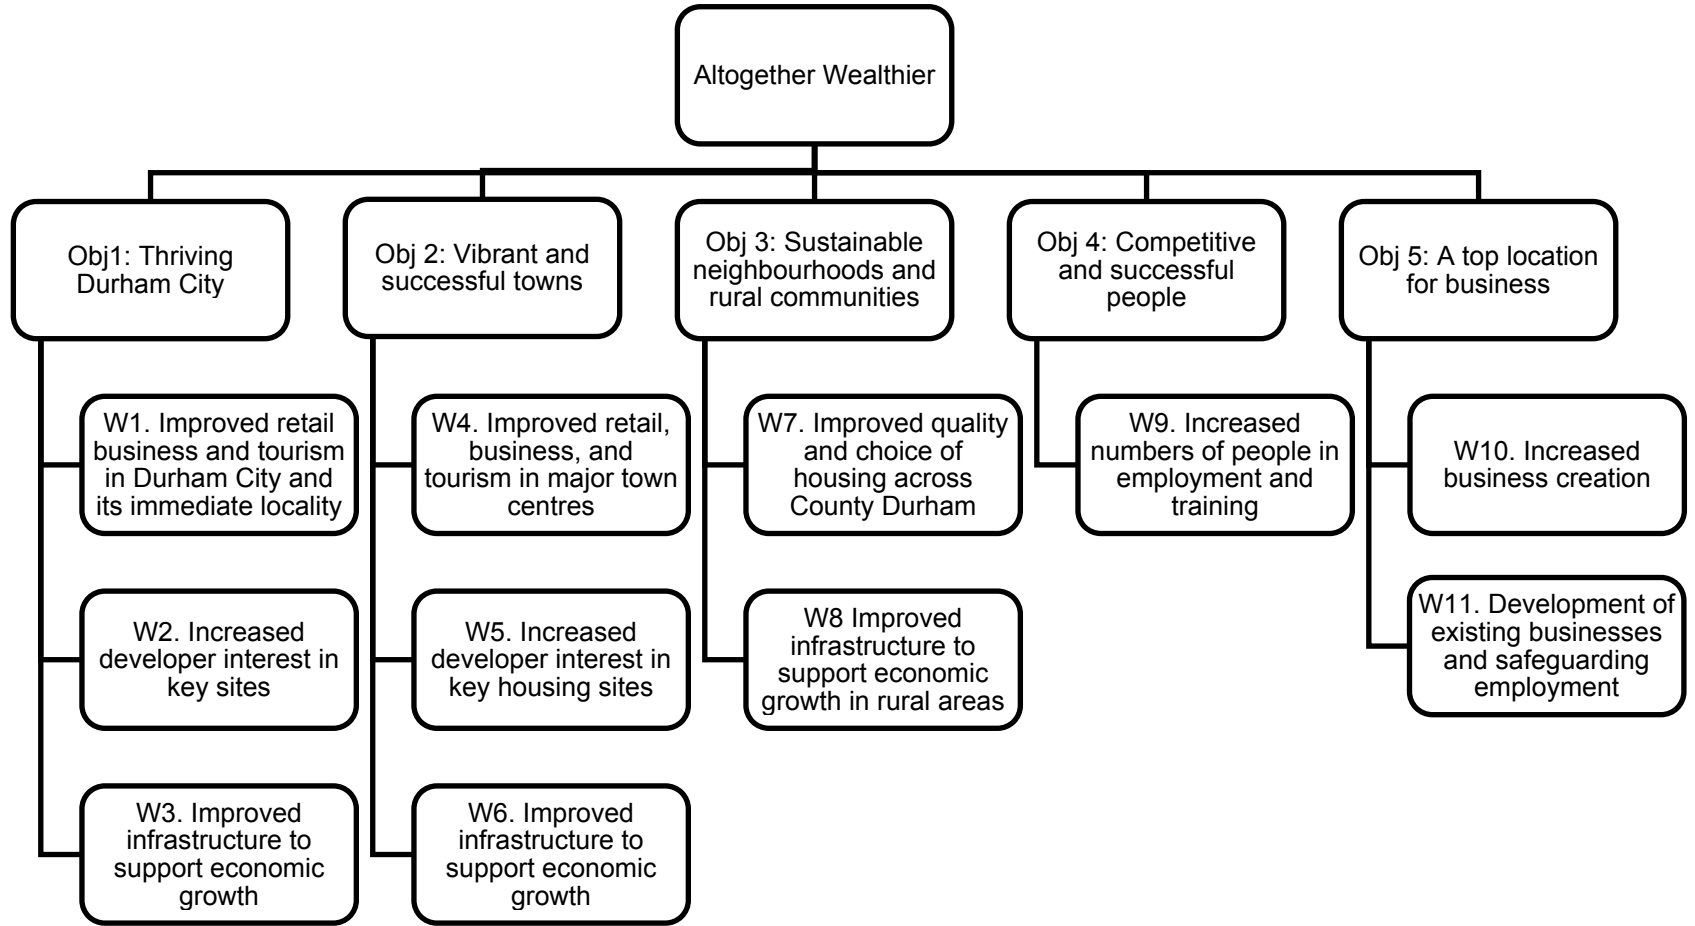 Altogether Wealthier
Obj1: Thriving
Durham City
Obj 2: Vibrant and
successful towns
Obj 3: Sustainable
neighbourhoods and
rural communities
Obj 4: Competitive
and successful
people
Obj 5: A top location
for business
W1. Improved retail
business and tourism
in Durham City and
its immediate locality
W4. Improved retail,
business, and
tourism in major town
centres
W7. Improved quality
and choice of
housing across
County Durham
W9. Increased
numbers of people in
employment and
training
W10. Increased
business creation
W2. Increased
developer interest in
key sites
W5. Increased
developer interest in
key housing sites
W8 Improved
infrastructure to
support economic
growth in rural areas
W11. Development of
existing businesses
and safeguarding
employment
W3. Improved
infrastructure to
support economic
growth
W6. Improved
infrastructure to
support economic
growth